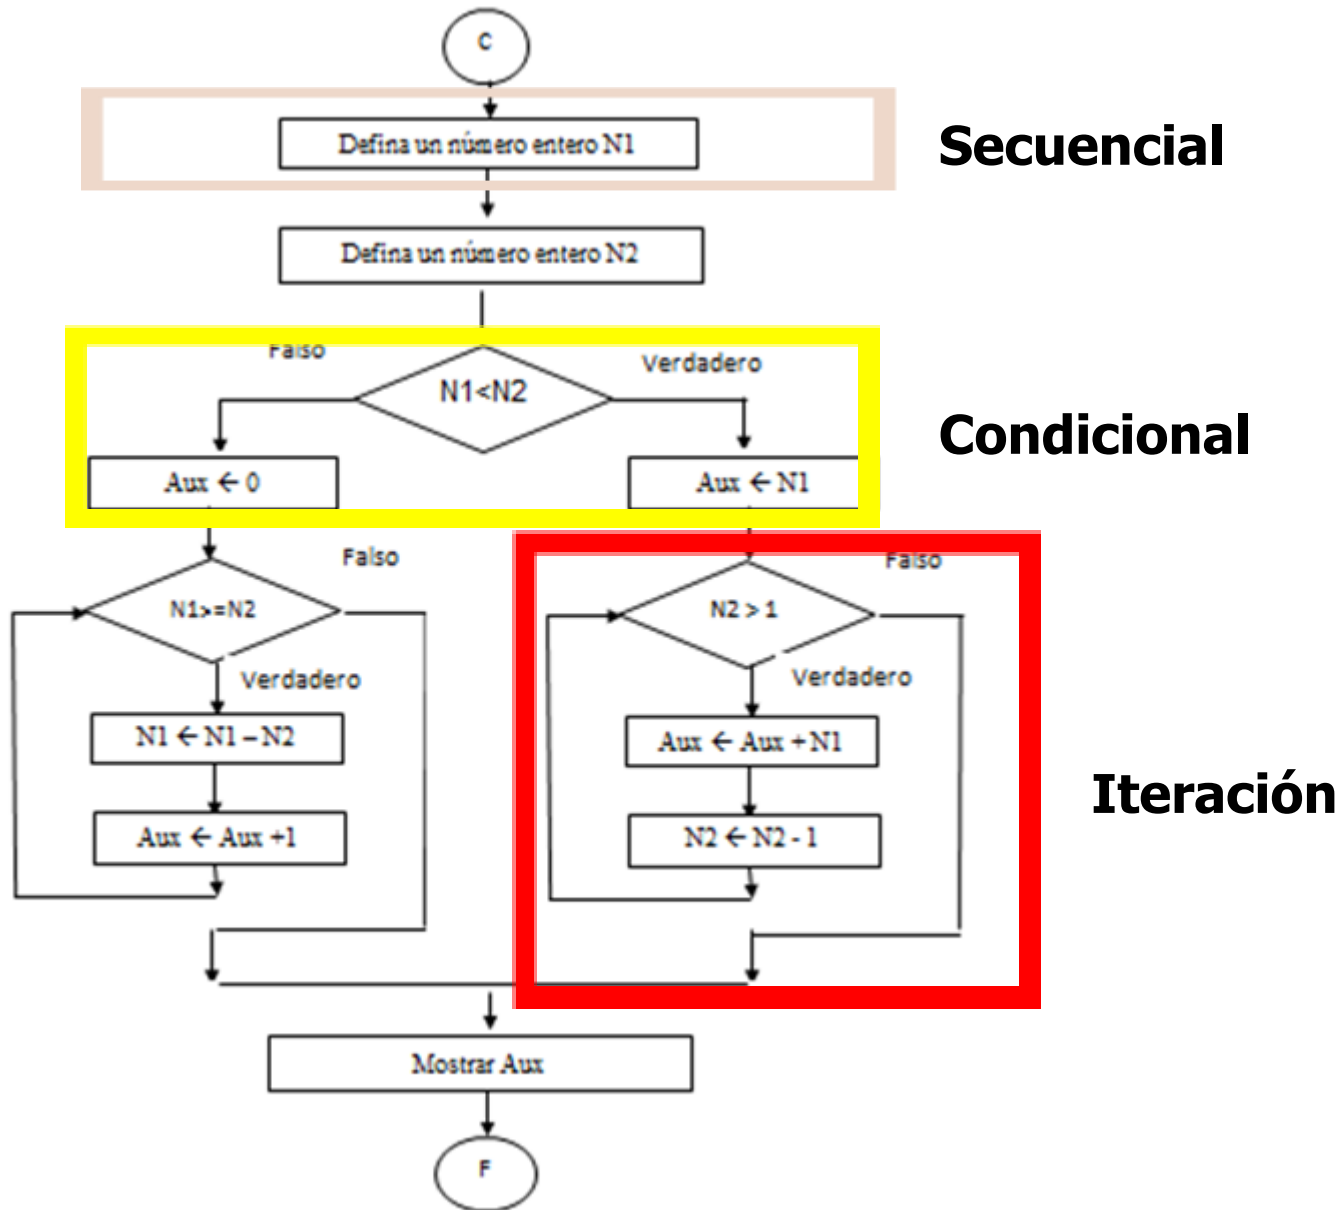 C
Defina un número entero N1
Secuencial
Defina un número entero N2
Falso
Verdadero
N1<N2
Condicional
Aux ← 0
Aux ← N1
Falso
Falso
N1>=N2
N2 > 1
Verdadero
Verdadero
N1 ← N1 – N2
Aux ← Aux + N1
Iteración
Aux ← Aux +1
N2 ← N2 - 1
Mostrar Aux
F